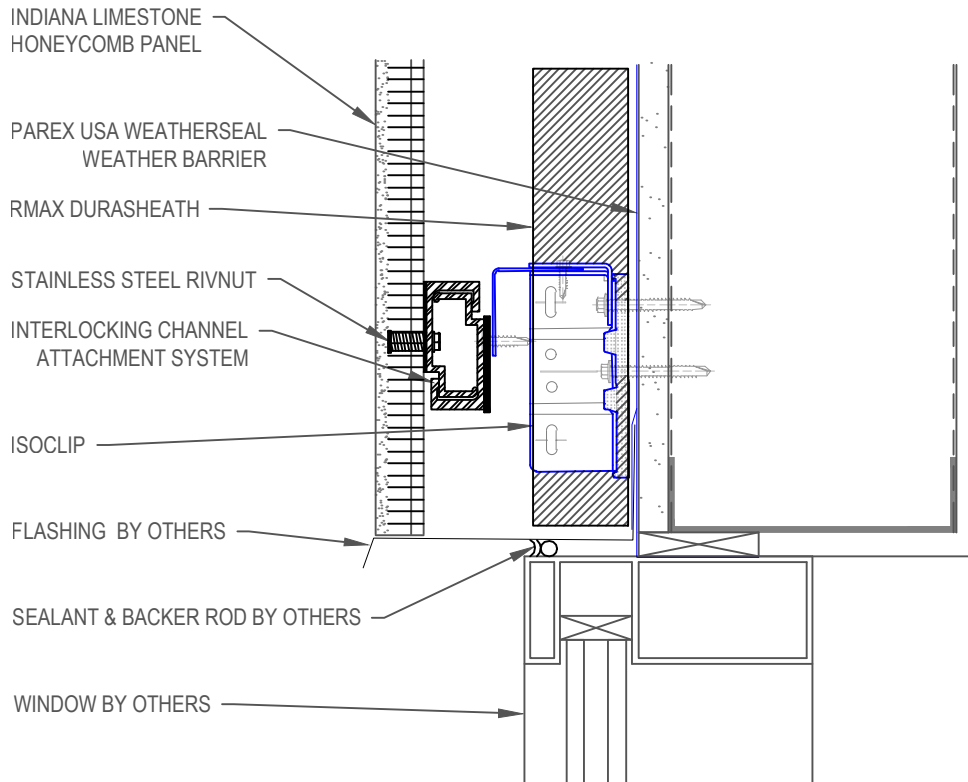 INDIANA LIMESTONE
HONEYCOMB PANEL
PAREX USA WEATHERSEAL
WEATHER BARRIER
RMAX DURASHEATH
STAINLESS STEEL RIVNUT
INTERLOCKING CHANNEL
ATTACHMENT SYSTEM
ISOCLIP
FLASHING BY OTHERS
SEALANT & BACKER ROD BY OTHERS
WINDOW BY OTHERS